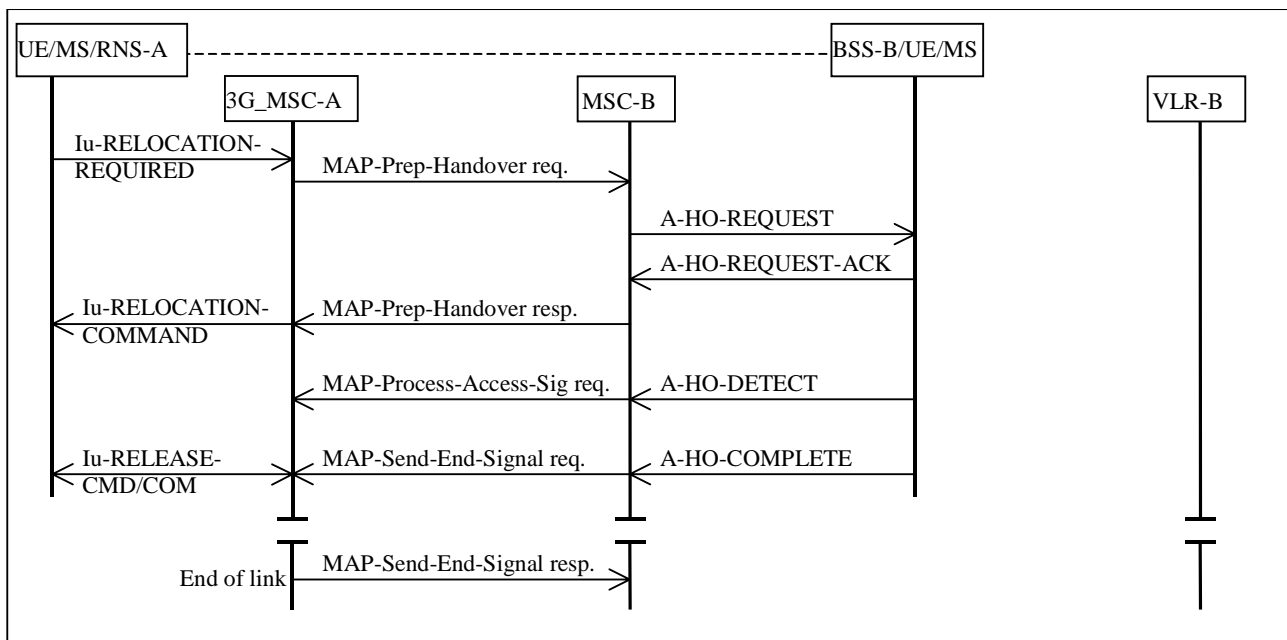 UE/MS/RNS-A
BSS-B/UE/MS
3G_MSC-A
MSC-B
VLR-B
Iu-RELOCATION-
REQUIRED
MAP-Prep-Handover req.
A-HO-REQUEST
A-HO-REQUEST-ACK
Iu-RELOCATION-
COMMAND
MAP-Prep-Handover resp.
MAP-Process-Access-Sig req.
A-HO-DETECT
Iu-RELEASE-
CMD/COM
MAP-Send-End-Signal req.
A-HO-COMPLETE
End of link
MAP-Send-End-Signal resp.